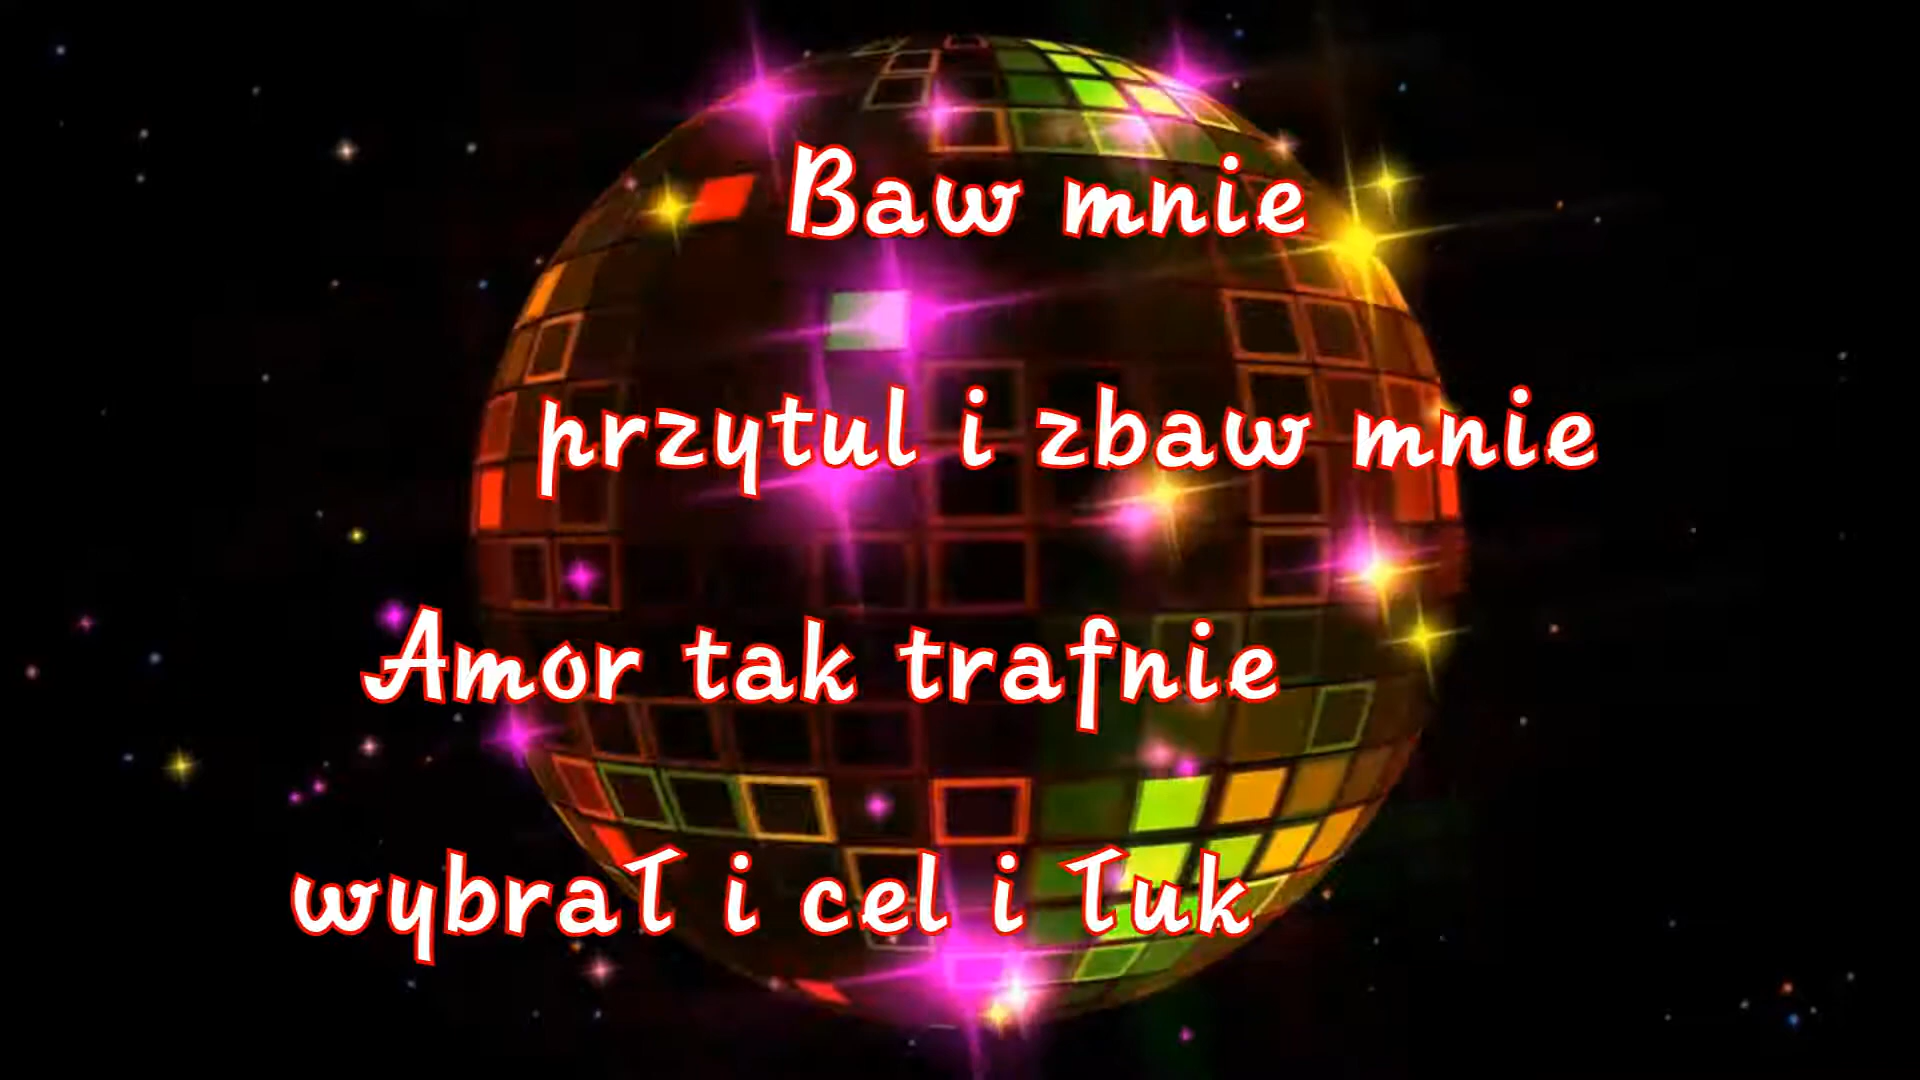 Baw mnie
przytul i zbaw mnie
Amor tak trafnie
wybrał i cel i łuk